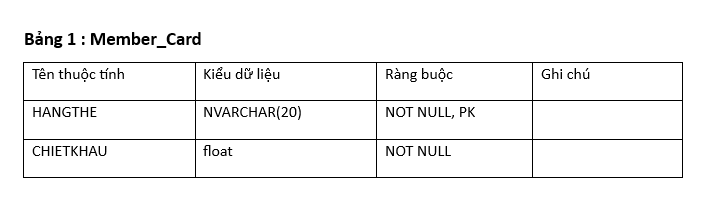 Bảng 1 : Member_Card
Tên thuộc tính Kiểu dữ liệu Ràng buộc Ghi chú
HANGTHE NVARCHAR(20) NOT NULL, PK
CHIETKHAU float NOT NULL